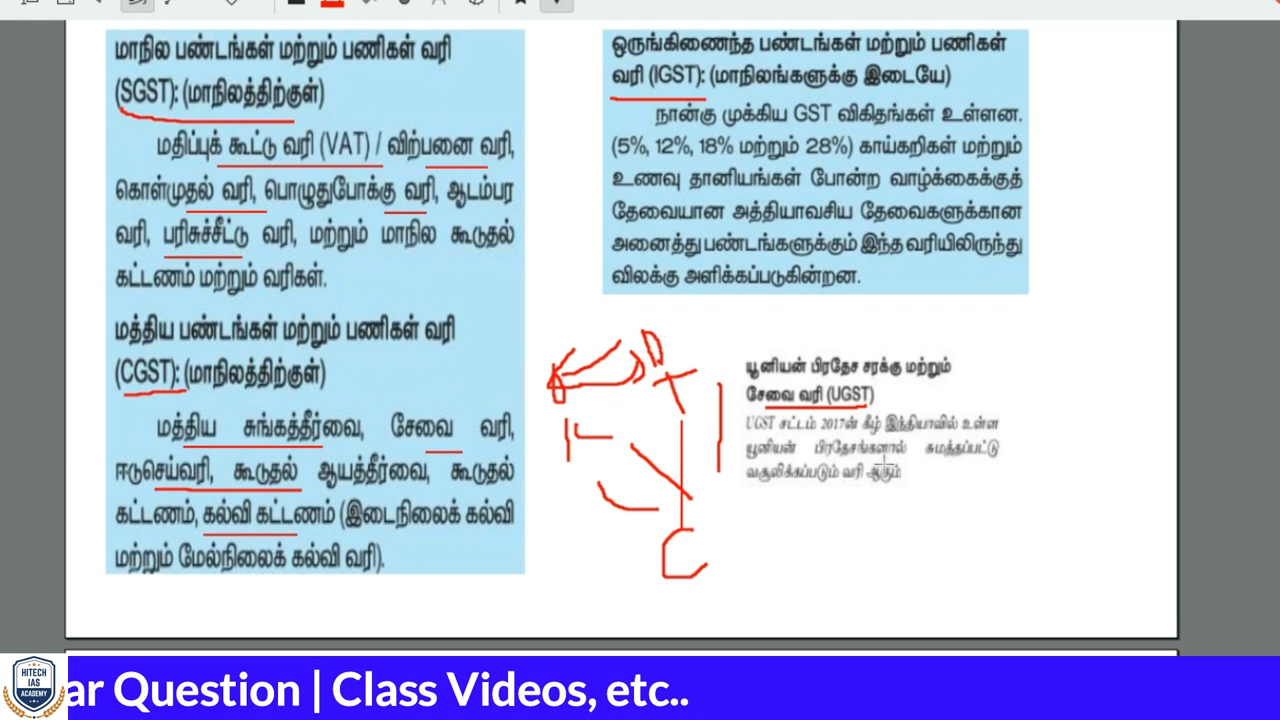 மாநில பண்டங்கள் மற்றும் பணிகள் வரி
(SGST): (மாநிலத்திற்குள்)
மதிப்புக் கூட்டு வரி (VAT) / விற்பனை வரி,
கொள்முதல் வரி, பொழுதுபோக்கு வரி, ஆடம்பர
வரி, பரிசுச்சீட்டு வரி, மற்றும் மாநில கூடுதல்
கட்டணம் மற்றும் வரிகள்.
மத்திய பண்டங்கள் மற்றும் பணிகள் வரி
(CGST): (மாநிலத்திற்குள்)
மத்திய சுங்கத்தீர்வை, சேவை வரி,
ஈடுசெய்வரி, கூடுதல் ஆயத்தீர்வை, கூடுதல்
கட்டணம், கல்வி கட்டணம் (இடைநிலைக் கல்வி
மற்றும் மேல்நிலைக் கல்வி வரி).
ஒருங்கிணைந்த பண்டங்கள் மற்றும் பணிகள்
வரி (IGST): (மாநிலங்களுக்கு இடையே)
நான்கு முக்கிய GST விகிதங்கள் உள்ளன.
(5%, 12%, 18% மற்றும் 28%) காய்கறிகள் மற்றும்
உணவு தானியங்கள் போன்ற வாழ்க்கைக்குத்
தேவையான அத்தியாவசிய தேவைகளுக்கான
அனைத்து பண்டங்களுக்கும் இந்த வரியிலிருந்து
விலக்கு அளிக்கப்படுகின்றன.
யூனியன் பிரதேச சரக்கு மற்றும்
சேவை வரி (UGST)
UGST சட்டம் 2017ன் கீழ் இந்தியாவில் உள்ள
யூனியன் பிரதேசங்களால் சுமத்தப்பட்டு
வசூலிக்கப்படும் வரி ஆகும்
C
HITECH
IAS
ACADEMY
ar Question | Class Videos, etc..